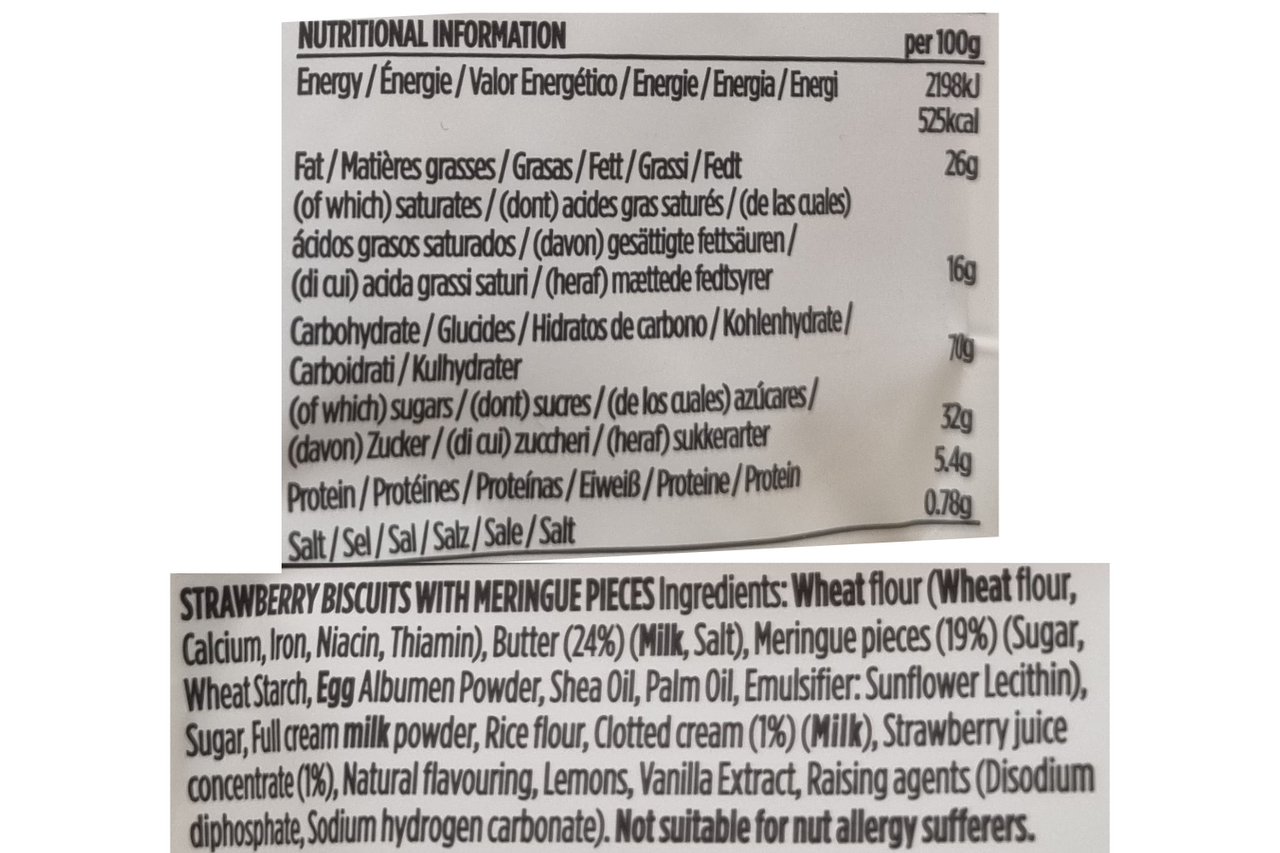 NUTRITIONAL INFORMATION per 100g
Energy / Énergie / Valor Energético / Energie / Energia / Energi 2198kJ
525kcal
Fat / Matières grasses / Grasas / Fett / Grassi / Fedt 26g
(of which) saturates / (dont) acides gras saturés / (de las cuales)
ácidos grasos saturados / (davon) gesättigte fettsäuren /
(di cui) acida grassi saturi / (heraf) mættede fedtsyrer 16g
Carbohydrate / Glucides / Hidratos de carbono / Kohlenhydrate /
Carboidrati / Kulhydrater 70g
(of which) sugars / (dont) sucres / (de los cuales) azúcares /
(davon) Zucker / (di cui) zuccheri / (heraf) sukkerarter 32g
Protein / Protéines / Proteínas / Eiweiß / Proteine / Protein 5.4g
Salt / Sel / Sal / Salz / Sale / Salt 0.78g
STRAWBERRY BISCUITS WITH MERINGUE PIECES Ingredients: Wheat flour (Wheat flour,
Calcium, Iron, Niacin, Thiamin), Butter (24%) (Milk, Salt), Meringue pieces (19%) (Sugar,
Wheat Starch, Egg Albumen Powder, Shea Oil, Palm Oil, Emulsifier: Sunflower Lecithin),
Sugar, Full cream milk powder, Rice flour, Clotted cream (1%) (Milk), Strawberry juice
concentrate (1%), Natural flavouring, Lemons, Vanilla Extract, Raising agents (Disodium
diphosphate, Sodium hydrogen carbonate). Not suitable for nut allergy sufferers.